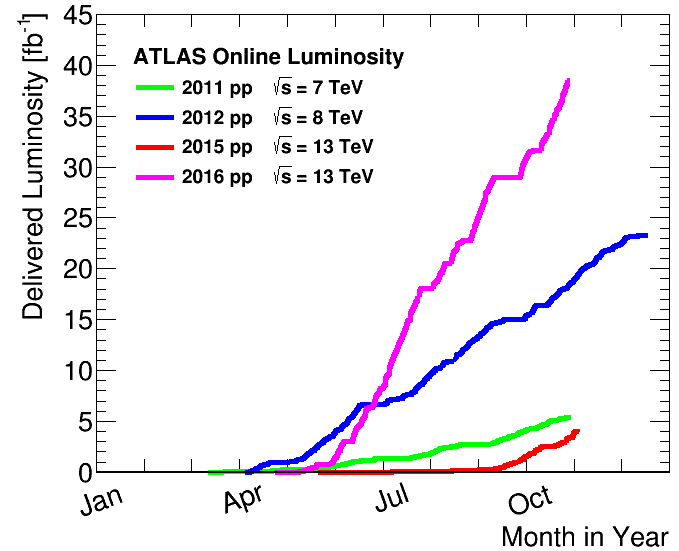 Delivered Luminosity [fb⁻¹]
45
40
35
30
25
20
15
10
5
0
ATLAS Online Luminosity
2011 pp √s = 7 TeV
2012 pp √s = 8 TeV
2015 pp √s = 13 TeV
2016 pp √s = 13 TeV
Jan Apr Jul Oct
Month in Year